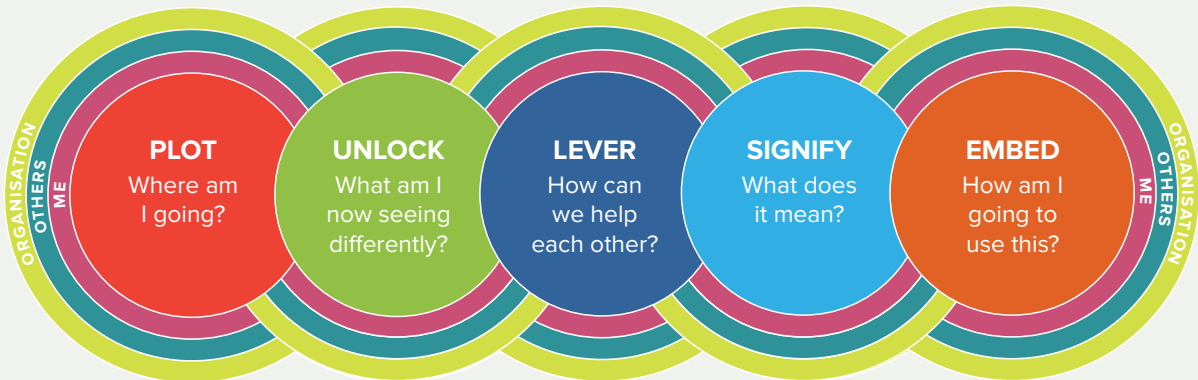 ORGANISATION
OTHERS
ME
PLOT
Where am
I going?
UNLOCK
What am I
now seeing
differently?
LEVER
How can
we help
each other?
SIGNIFY
What does
it mean?
EMBED
How am I
going to
use this?
ME
OTHERS
ORGANISATION